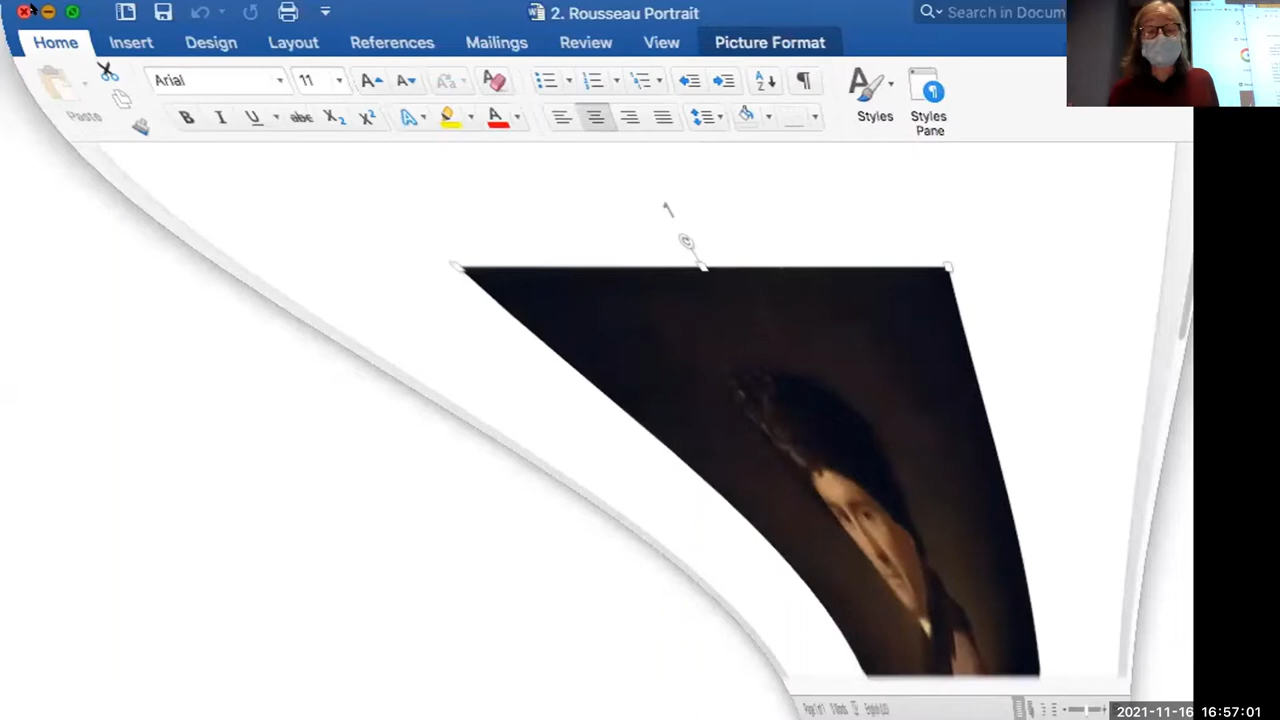 2. Rousseau Portrait
Search in Docum
Home Insert Design Layout References Mailings Review View Picture Format
Paste Arial 11 Styles Styles Pane
1
2021-11-16 16:57:01